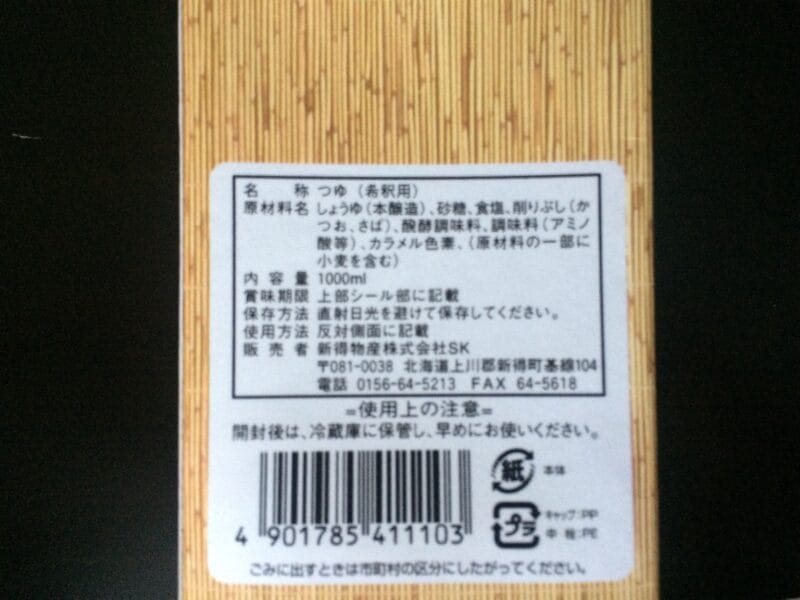 名称 つゆ（希釈用）
原材料名 しょうゆ（本醸造）、砂糖、食塩、削りぶし（か
つお、さば）、醗酵調味料、調味料（アミノ
酸等）、カラメル色素、（原材料の一部に
小麦を含む）
内容量 1000ml
賞味期限 上部シール部に記載
保存方法 直射日光を避けて保存してください。
使用方法 反対側面に記載
販売者 新得物産株式会社SK
〒081-0038 北海道上川郡新得町基線104
電話 0156-64-5213 FAX 64-5618
=使用上の注意=
開封後は、冷蔵庫に保管し、早めにお使いください。
紙 本体
プラ キャップ:PP
中栓:PE
4 901785 411103
ごみに出すときは市町村の区分にしたがってください。